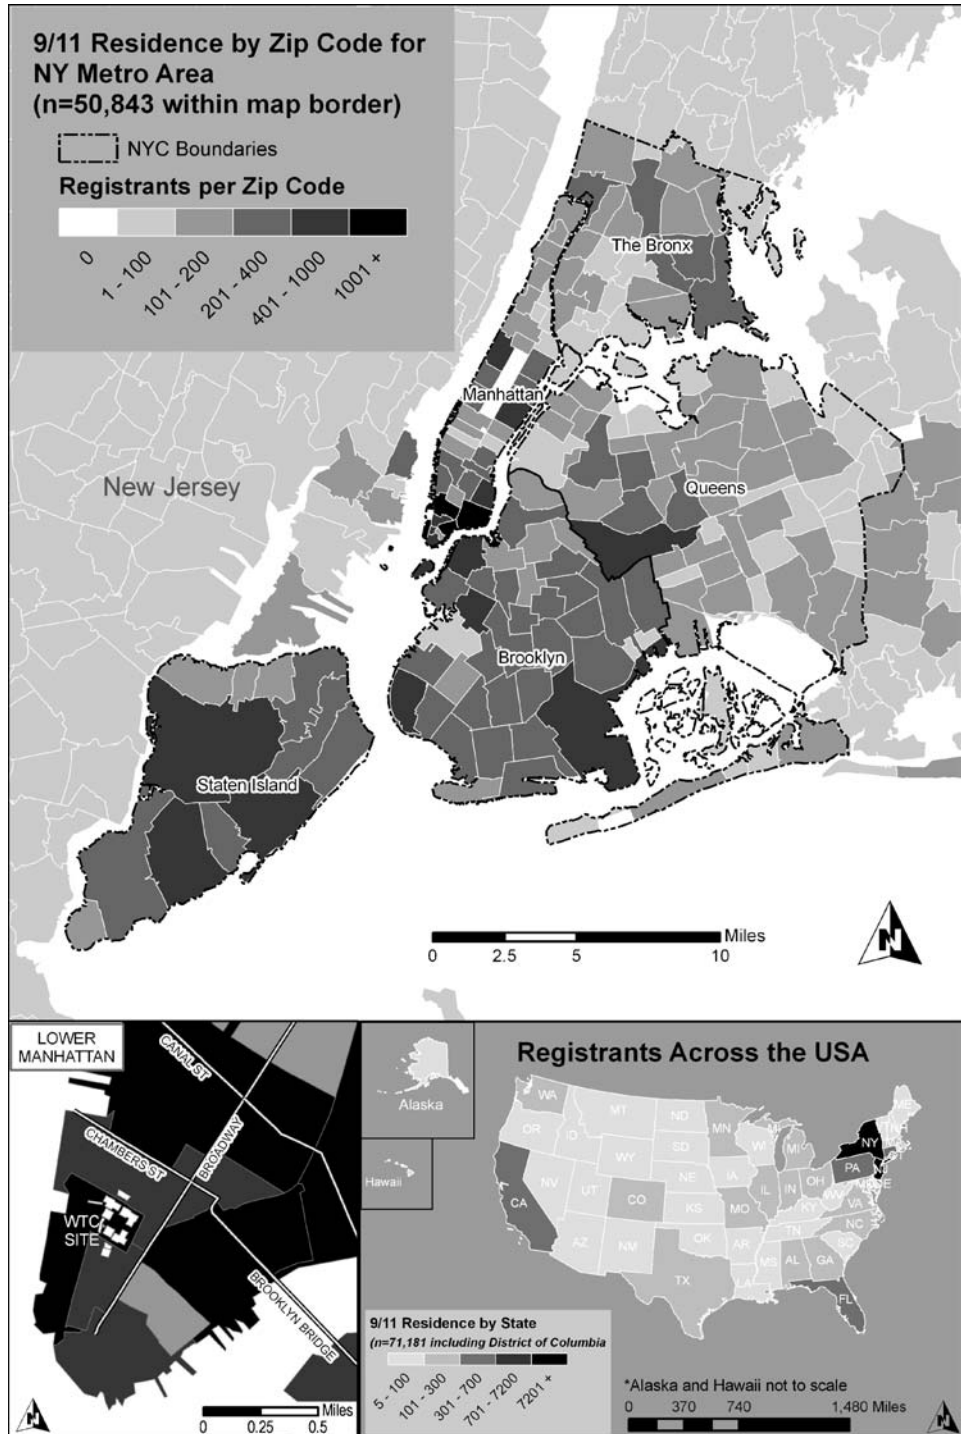 9/11 Residence by Zip Code for
NY Metro Area
(n=50,843 within map border)
NYC Boundaries
Registrants per Zip Code
0
1 - 100
101 - 200
201 - 400
401 - 1000
1001 +
The Bronx
Manhattan
New Jersey
Queens
Brooklyn
Staten Island
Miles
0 2.5 5 10
N
LOWER
MANHATTAN
CANAL ST
CHAMBERS ST
BROADWAY
WTC
SITE
BROOKLYN BRIDGE
Miles
0 0.25 0.5
N
Registrants Across the USA
Alaska
Hawaii
WA
MT
ND
MN
ME
OR
ID
SD
WI
MI
NY
WY
IA
PA
NV
NE
IL
IN
OH
CA
UT
CO
KS
MO
KY
WV
VA
AZ
NM
OK
AR
TN
NC
SC
TX
LA
MS
AL
GA
FL
NJ
9/11 Residence by State
(n=71,181 including District of Columbia
5 - 100
101 - 300
301 - 700
701 - 7200
7201 +
*Alaska and Hawaii not to scale
0 370 740 1,480 Miles
N